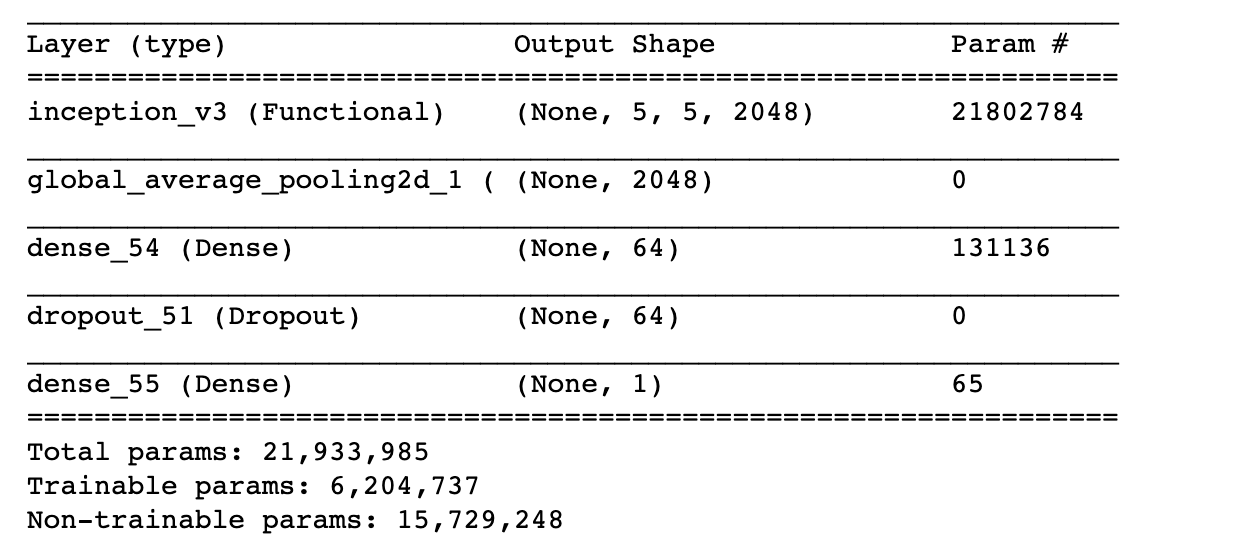 Layer (type) Output Shape Param #
=================================================================
inception_v3 (Functional) (None, 5, 5, 2048) 21802784
global_average_pooling2d_1 ( (None, 2048) 0
dense_54 (Dense) (None, 64) 131136
dropout_51 (Dropout) (None, 64) 0
dense_55 (Dense) (None, 1) 65
=================================================================
Total params: 21,933,985
Trainable params: 6,204,737
Non-trainable params: 15,729,248